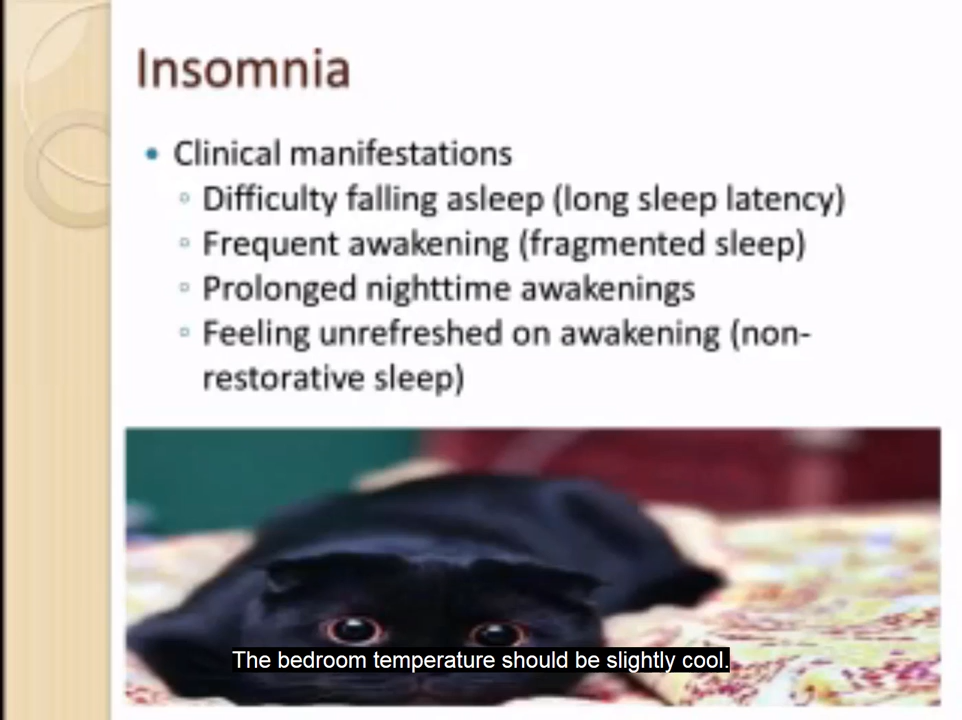 Insomnia
• Clinical manifestations
◦ Difficulty falling asleep (long sleep latency)
◦ Frequent awakening (fragmented sleep)
◦ Prolonged nighttime awakenings
◦ Feeling unrefreshed on awakening (non-
restorative sleep)
The bedroom temperature should be slightly cool.